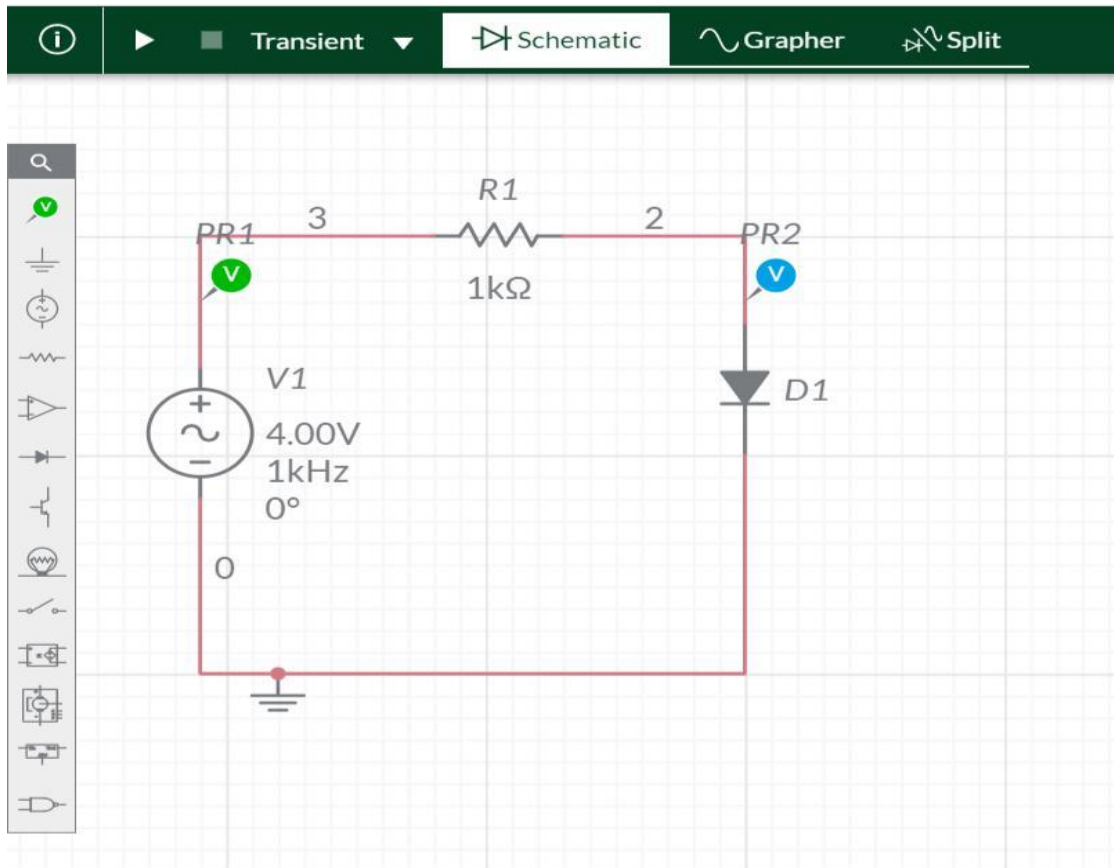 Transient Schematic Grapher Split
R1
3 2
PR1 PR2
V V
1kΩ
V1
D1
4.00V
1kHz
0°
0